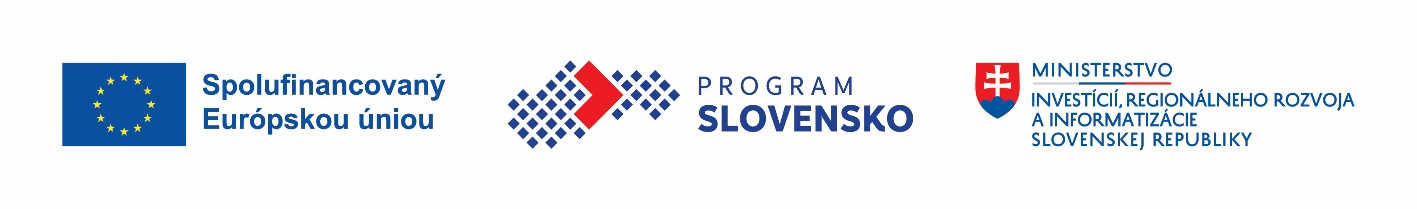 Spolufinancovaný
Európskou úniou
PROGRAM
SLOVENSKO
MINISTERSTVO
INVESTÍCIÍ, REGIONÁLNEHO ROZVOJA
A INFORMATIZÁCIE
SLOVENSKEJ REPUBLIKY